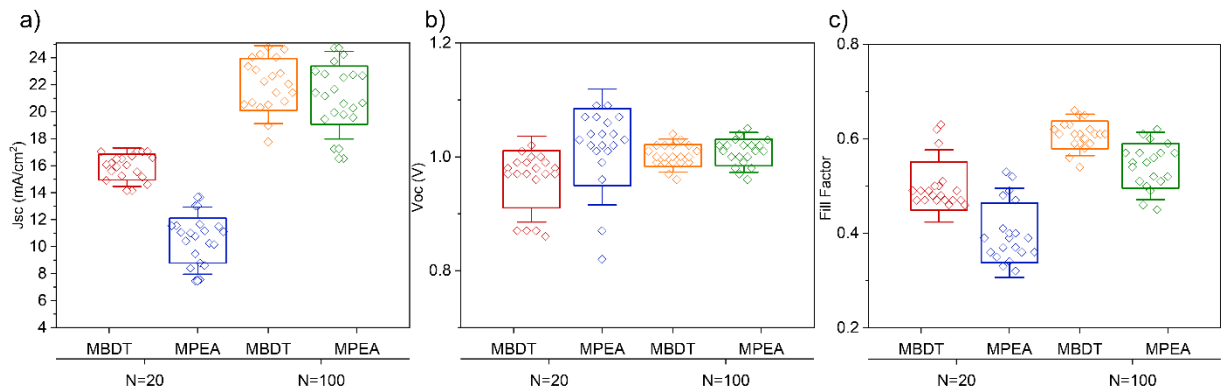 a)
Jsc (mA/cm²)
24
22
20
18
16
14
12
10
8
6
4
MBDT MPEA MBDT MPEA
N=20 N=100
b)
Voc (V)
1.2
1.0
0.8
MBDT MPEA MBDT MPEA
N=20 N=100
c)
Fill Factor
0.8
0.6
0.4
0.2
MBDT MPEA MBDT MPEA
N=20 N=100